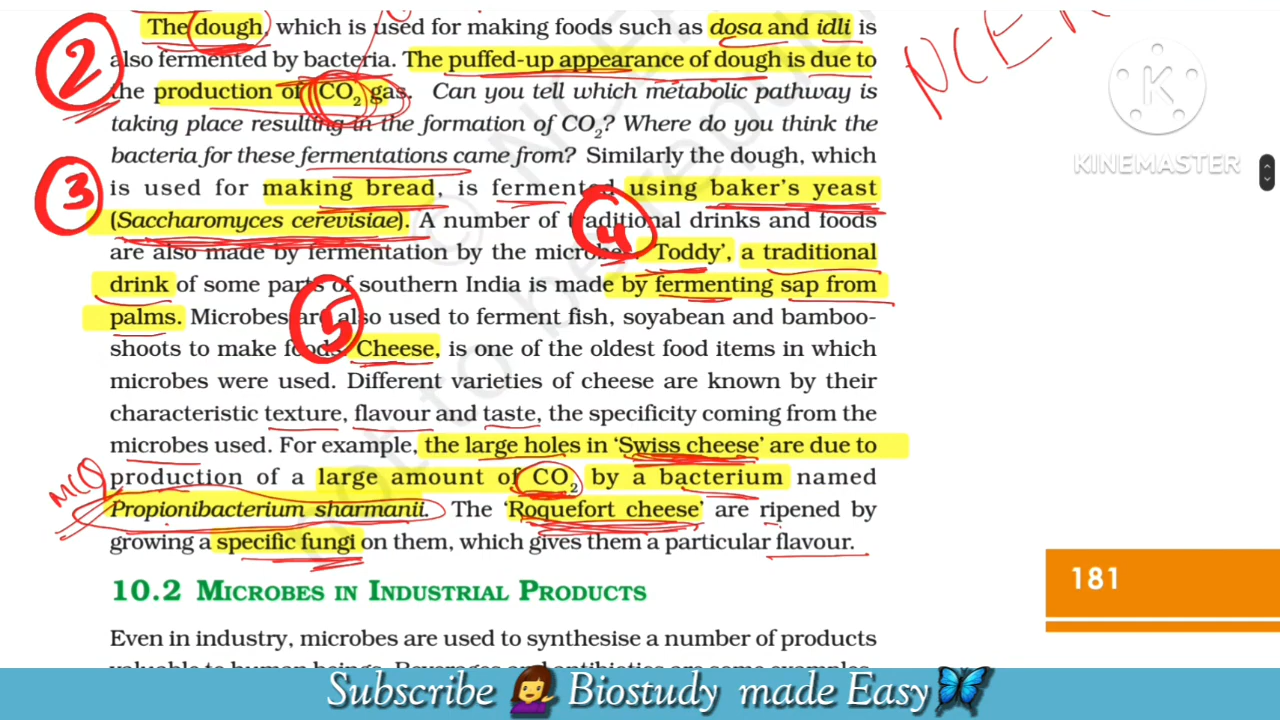 The dough, which is used for making foods such as dosa and idli is
also fermented by bacteria. The puffed-up appearance of dough is due to
the production of CO2 gas. Can you tell which metabolic pathway is
taking place resulting in the formation of CO2? Where do you think the
bacteria for these fermentations came from? Similarly the dough, which
is used for making bread, is fermented using baker's yeast
(Saccharomyces cerevisiae). A number of traditional drinks and foods
are also made by fermentation by the microbes. 'Toddy', a traditional
drink of some parts of southern India is made by fermenting sap from
palms. Microbes are also used to ferment fish, soyabean and bamboo-
shoots to make foods. Cheese, is one of the oldest food items in which
microbes were used. Different varieties of cheese are known by their
characteristic texture, flavour and taste, the specificity coming from the
microbes used. For example, the large holes in 'Swiss cheese' are due to
production of a large amount of CO2 by a bacterium named
Propionibacterium sharmanii. The 'Roquefort cheese' are ripened by
growing a specific fungi on them, which gives them a particular flavour.
10.2 MICROBES IN INDUSTRIAL PRODUCTS
Even in industry, microbes are used to synthesise a number of products
valuable to human beings. Beverages and antibiotics are some examples
2
3
4
5
MCQ
NCER
K
KINEMASTER
181
Subscribe Biostudy made Easy